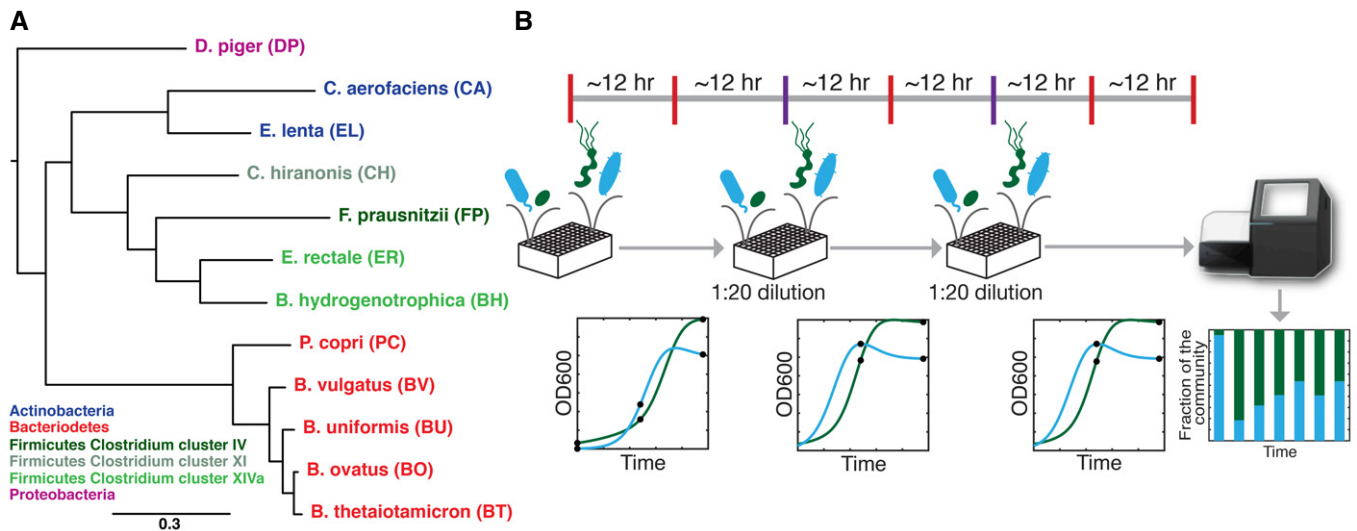 A
D. piger (DP)
C. aerofaciens (CA)
E. lenta (EL)
C. hiranonis (CH)
F. prausnitzii (FP)
E. rectale (ER)
B. hydrogenotrophica (BH)
P. copri (PC)
B. vulgatus (BV)
B. uniformis (BU)
B. ovatus (BO)
B. thetaiotamicron (BT)
Actinobacteria
Bacteriodetes
Firmicutes Clostridium cluster IV
Firmicutes Clostridium cluster XI
Firmicutes Clostridium cluster XIVa
Proteobacteria
0.3
B
~12 hr ~12 hr ~12 hr ~12 hr ~12 hr ~12 hr
1:20 dilution 1:20 dilution
OD600
Time
OD600
Time
OD600
Time
Fraction of the
community
Time